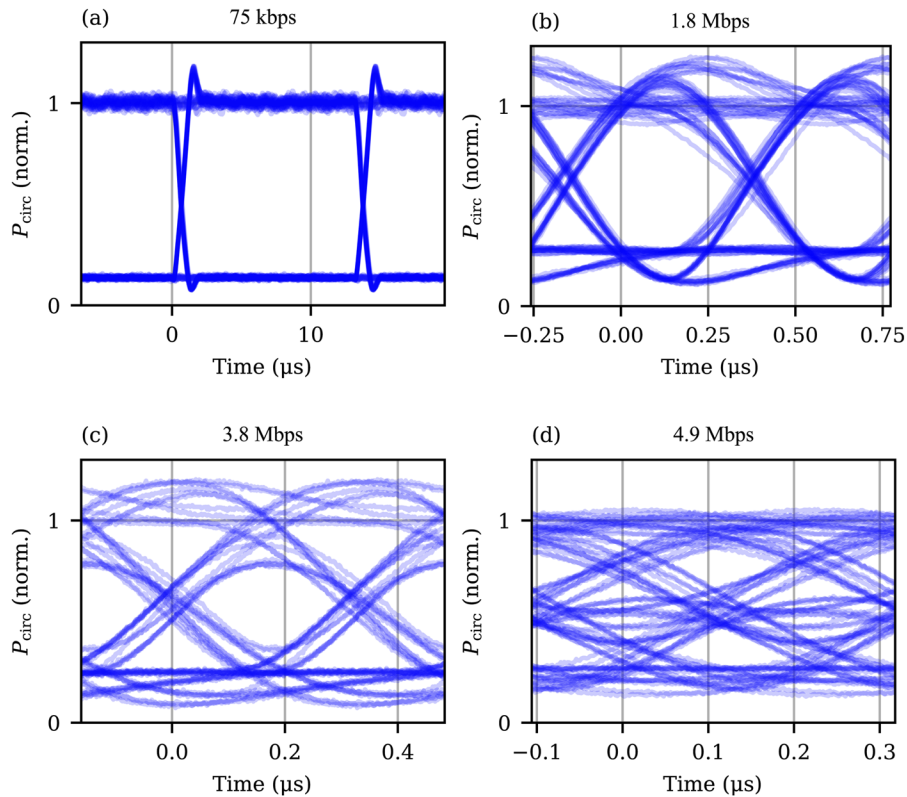 (a) 75 kbps
P_circ (norm.)
1
0
0 10
Time (µs)
(b) 1.8 Mbps
P_circ (norm.)
1
0
−0.25 0.00 0.25 0.50 0.75
Time (µs)
(c) 3.8 Mbps
P_circ (norm.)
1
0
0.0 0.2 0.4
Time (µs)
(d) 4.9 Mbps
P_circ (norm.)
1
0
−0.1 0.0 0.1 0.2 0.3
Time (µs)